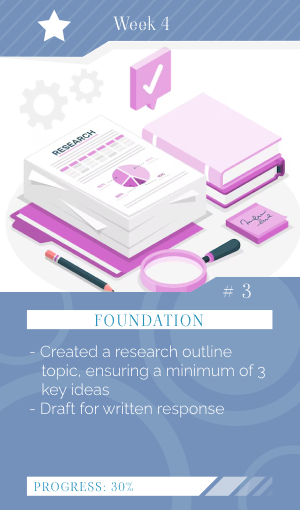 Week 4
RESEARCH
# 3
FOUNDATION
- Created a research outline
topic, ensuring a minimum of 3
key ideas
- Draft for written response
PROGRESS: 30%